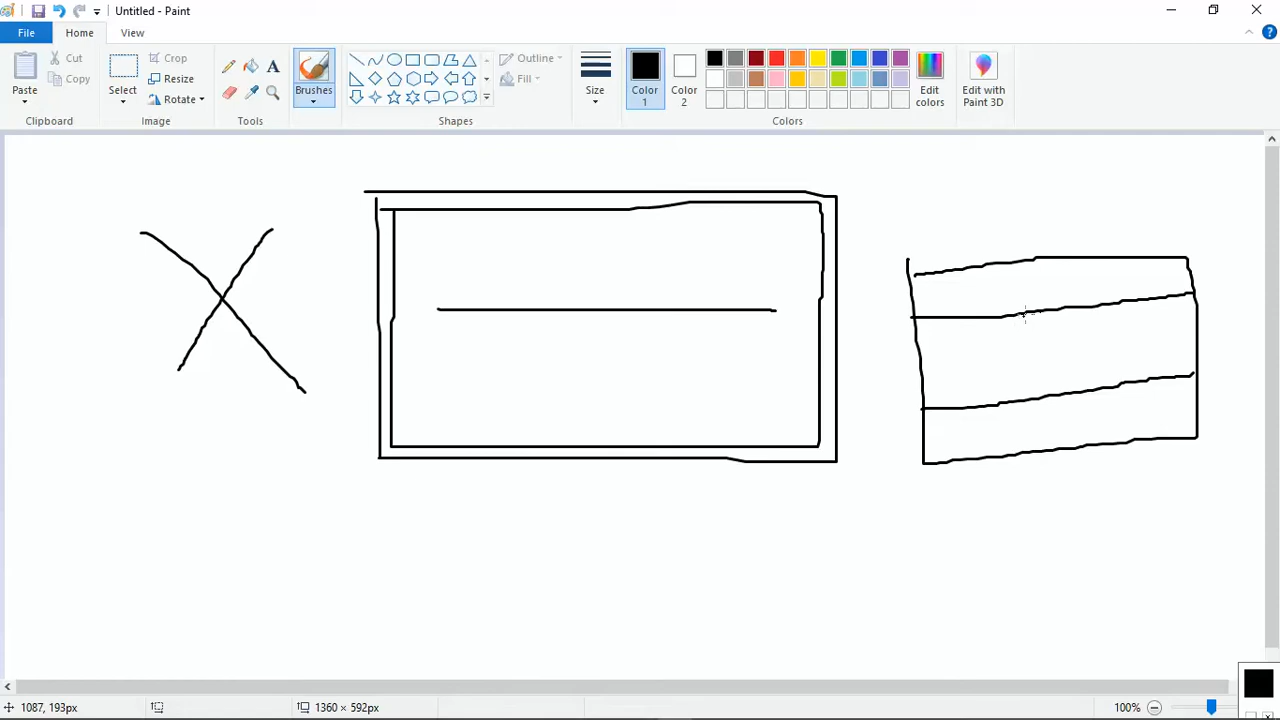 Untitled - Paint
File
Home
View
Paste
Cut
Copy
Clipboard
Select
Crop
Resize
Rotate
Image
Tools
Brushes
Shapes
Outline
Fill
Size
Color 1
Color 2
Colors
Edit colors
Edit with Paint 3D
1087, 193px
1360 × 592px
100%